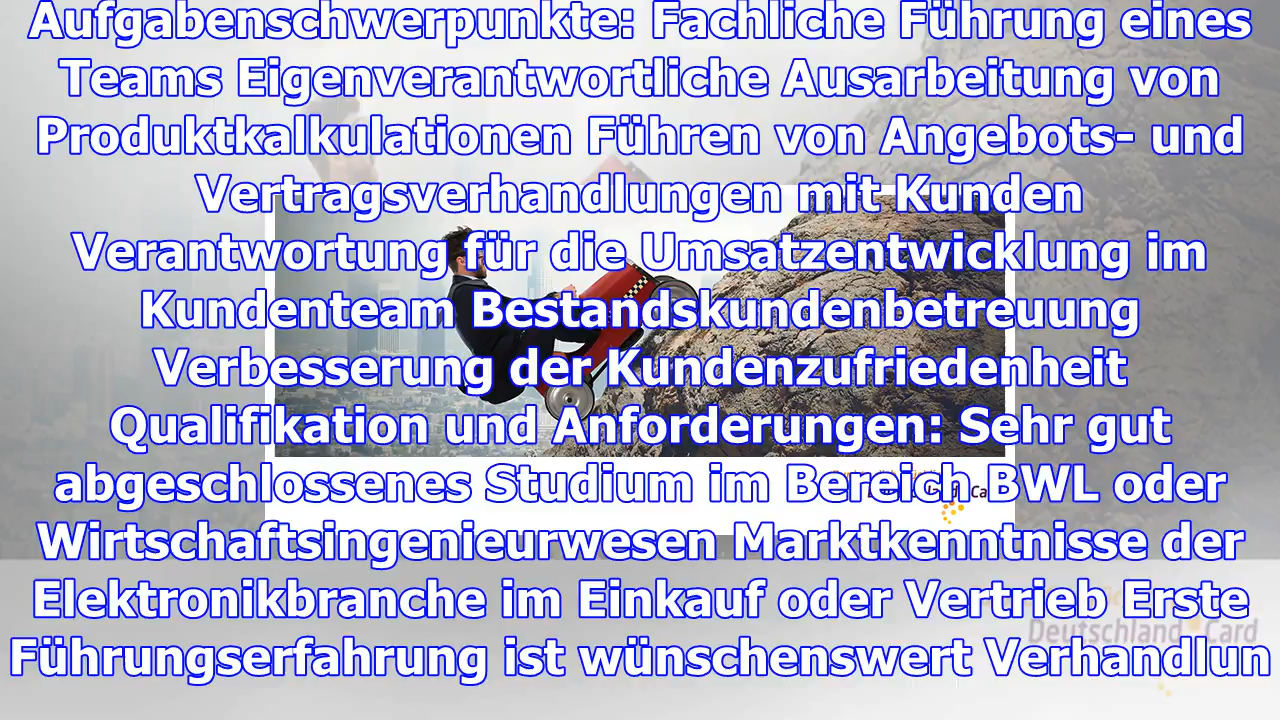 Aufgabenschwerpunkte: Fachliche Führung eines
Teams Eigenverantwortliche Ausarbeitung von
Produktkalkulationen Führen von Angebots- und
Vertragsverhandlungen mit Kunden
Verantwortung für die Umsatzentwicklung im
Kundenteam Bestandskundenbetreuung
Verbesserung der Kundenzufriedenheit
Qualifikation und Anforderungen: Sehr gut
abgeschlossenes Studium im Bereich BWL oder
Wirtschaftsingenieurwesen Marktkenntnisse der
Elektronikbranche im Einkauf oder Vertrieb Erste
Führungserfahrung ist wünschenswert Verhandlun
Deutschland Card